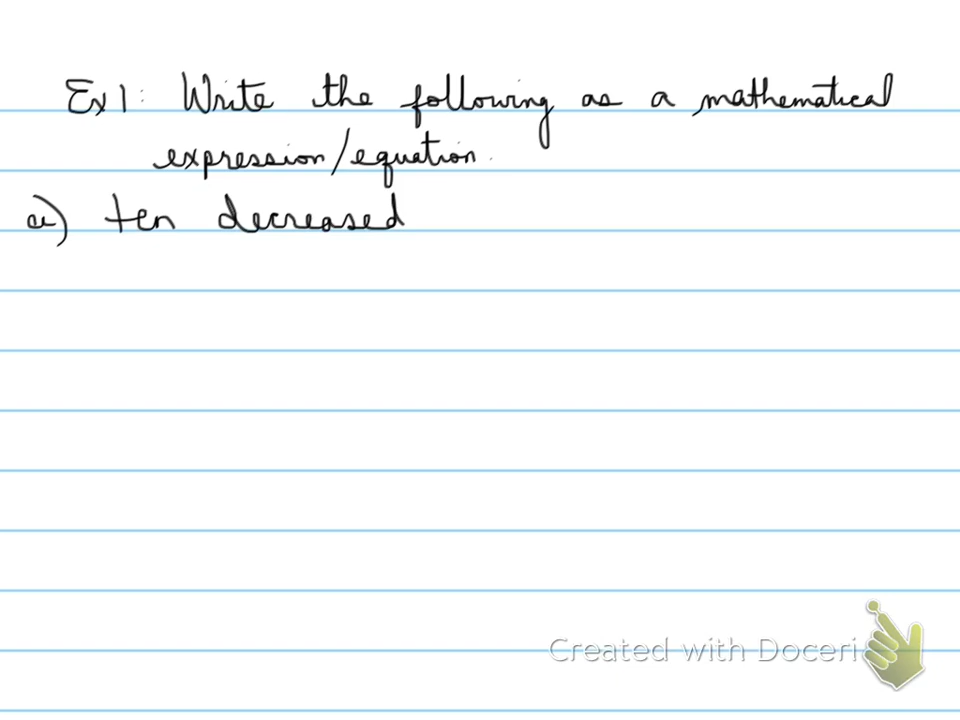 Ex 1: Write the following as a mathematical
expression/equation.
a) ten decreased
Created with Doceri